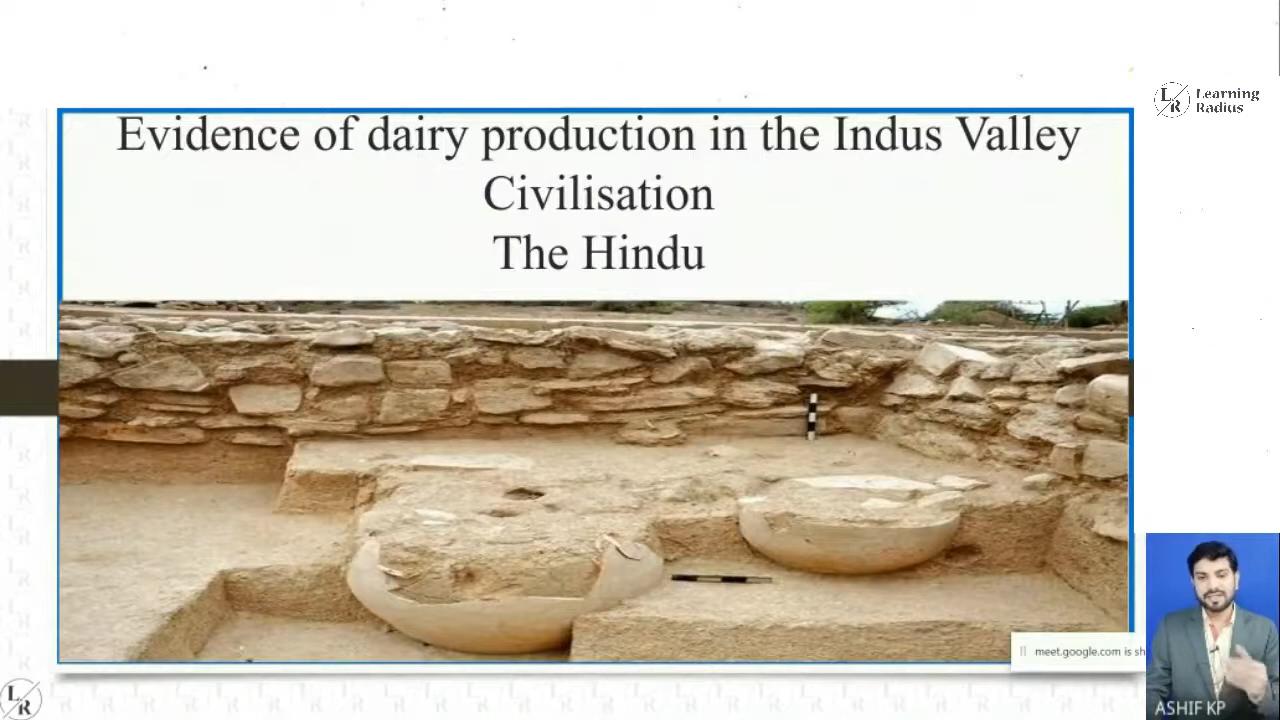 Evidence of dairy production in the Indus Valley
Civilisation
The Hindu
L
R
Learning
Radius
meet.google.com is sh
ASHIF KP
L
R